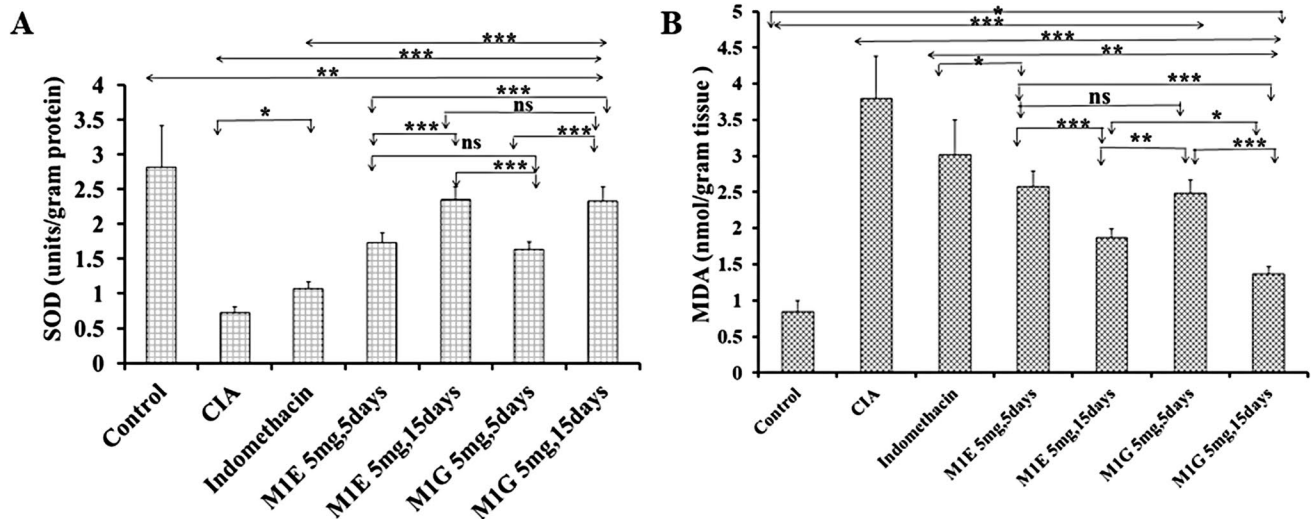 A
***
***
**
***
ns
*
***
ns
***
***
4
3.5
3
2.5
2
1.5
1
0.5
0
SOD (units/gram protein)
Control
CIA
Indomethacin
M1E 5mg,5days
M1E 5mg,15days
M1G 5mg,5days
M1G 5mg,15days
B
*
***
***
**
*
***
ns
***
*
**
***
5
4.5
4
3.5
3
2.5
2
1.5
1
0.5
0
MDA (nmol/gram tissue )
Control
CIA
Indomethacin
M1E 5mg,5days
M1E 5mg,15days
M1G 5mg,5days
M1G 5mg,15days